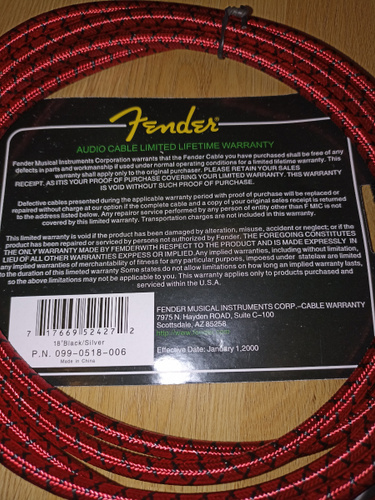 Fender
AUDIO CABLE LIMITED LIFETIME WARRANTY
Fender Musical Instruments Corporation warrants that the Fender Cable you have purchased shall be free of
defects in parts and workmanship if used under normal operating conditions for a limited lifetime. This warranty
shall apply only to the original purchaser. PLEASE RETAIN YOUR SALES
RECEIPT, AS ITIS YOUR PROOF OF PURCHASE COVERING YOUR LIMITED WARRANTY. THIS WARRANTY
IS VOID WITHOUT SUCH PROOF OF PURCHASE.
Defective cables presented during the applicable warranty period with proof of purchase will be replaced or
repaired without charge at our option if the complete cable and a copy of your original sales receipt is returned
to the address listed below. Any repair service performed by any person of entity other than F MIC is not
covered by this limited warranty. Transportation charges are not included in this warranty.
This limited warranty is void if the product has been damaged by alteration, misuse, accident or neglect; or if the
product has been repaired or serviced by persons not authorized by Fender. THE FOREGOING CONSTITUTES
THE ONLY WARRANTY MADE BY FMIWITH RESPECT TO THE PRODUCT AND IS MADE EXPRESSLY IN
LIEU OF ALL OTHER WARRANTIES EXPRESS OR IMPLIED. Any implied warranties, including without limitation,
any implied warranties of merchantability of fitness for any particular purpose, imposed under statelaw are limited
to the duration of this limeted warranty Some states do not allow limitations on how long an implied warranty lasts,
so the above limitations may not be applicable to you. This warranty applies only to products purchased and
serviced within the U.S.A.
7 17669 52427 2
18"Black/Silver
P.N. 099-0518-006
Made in China
FENDER MUSICAL INSTRUMENTS CORP.-CABLE WARRANTY
7975 N. Hayden ROAD, Suite C-100
Scottsdale, AZ 85258
Effective Date: January 1,2000